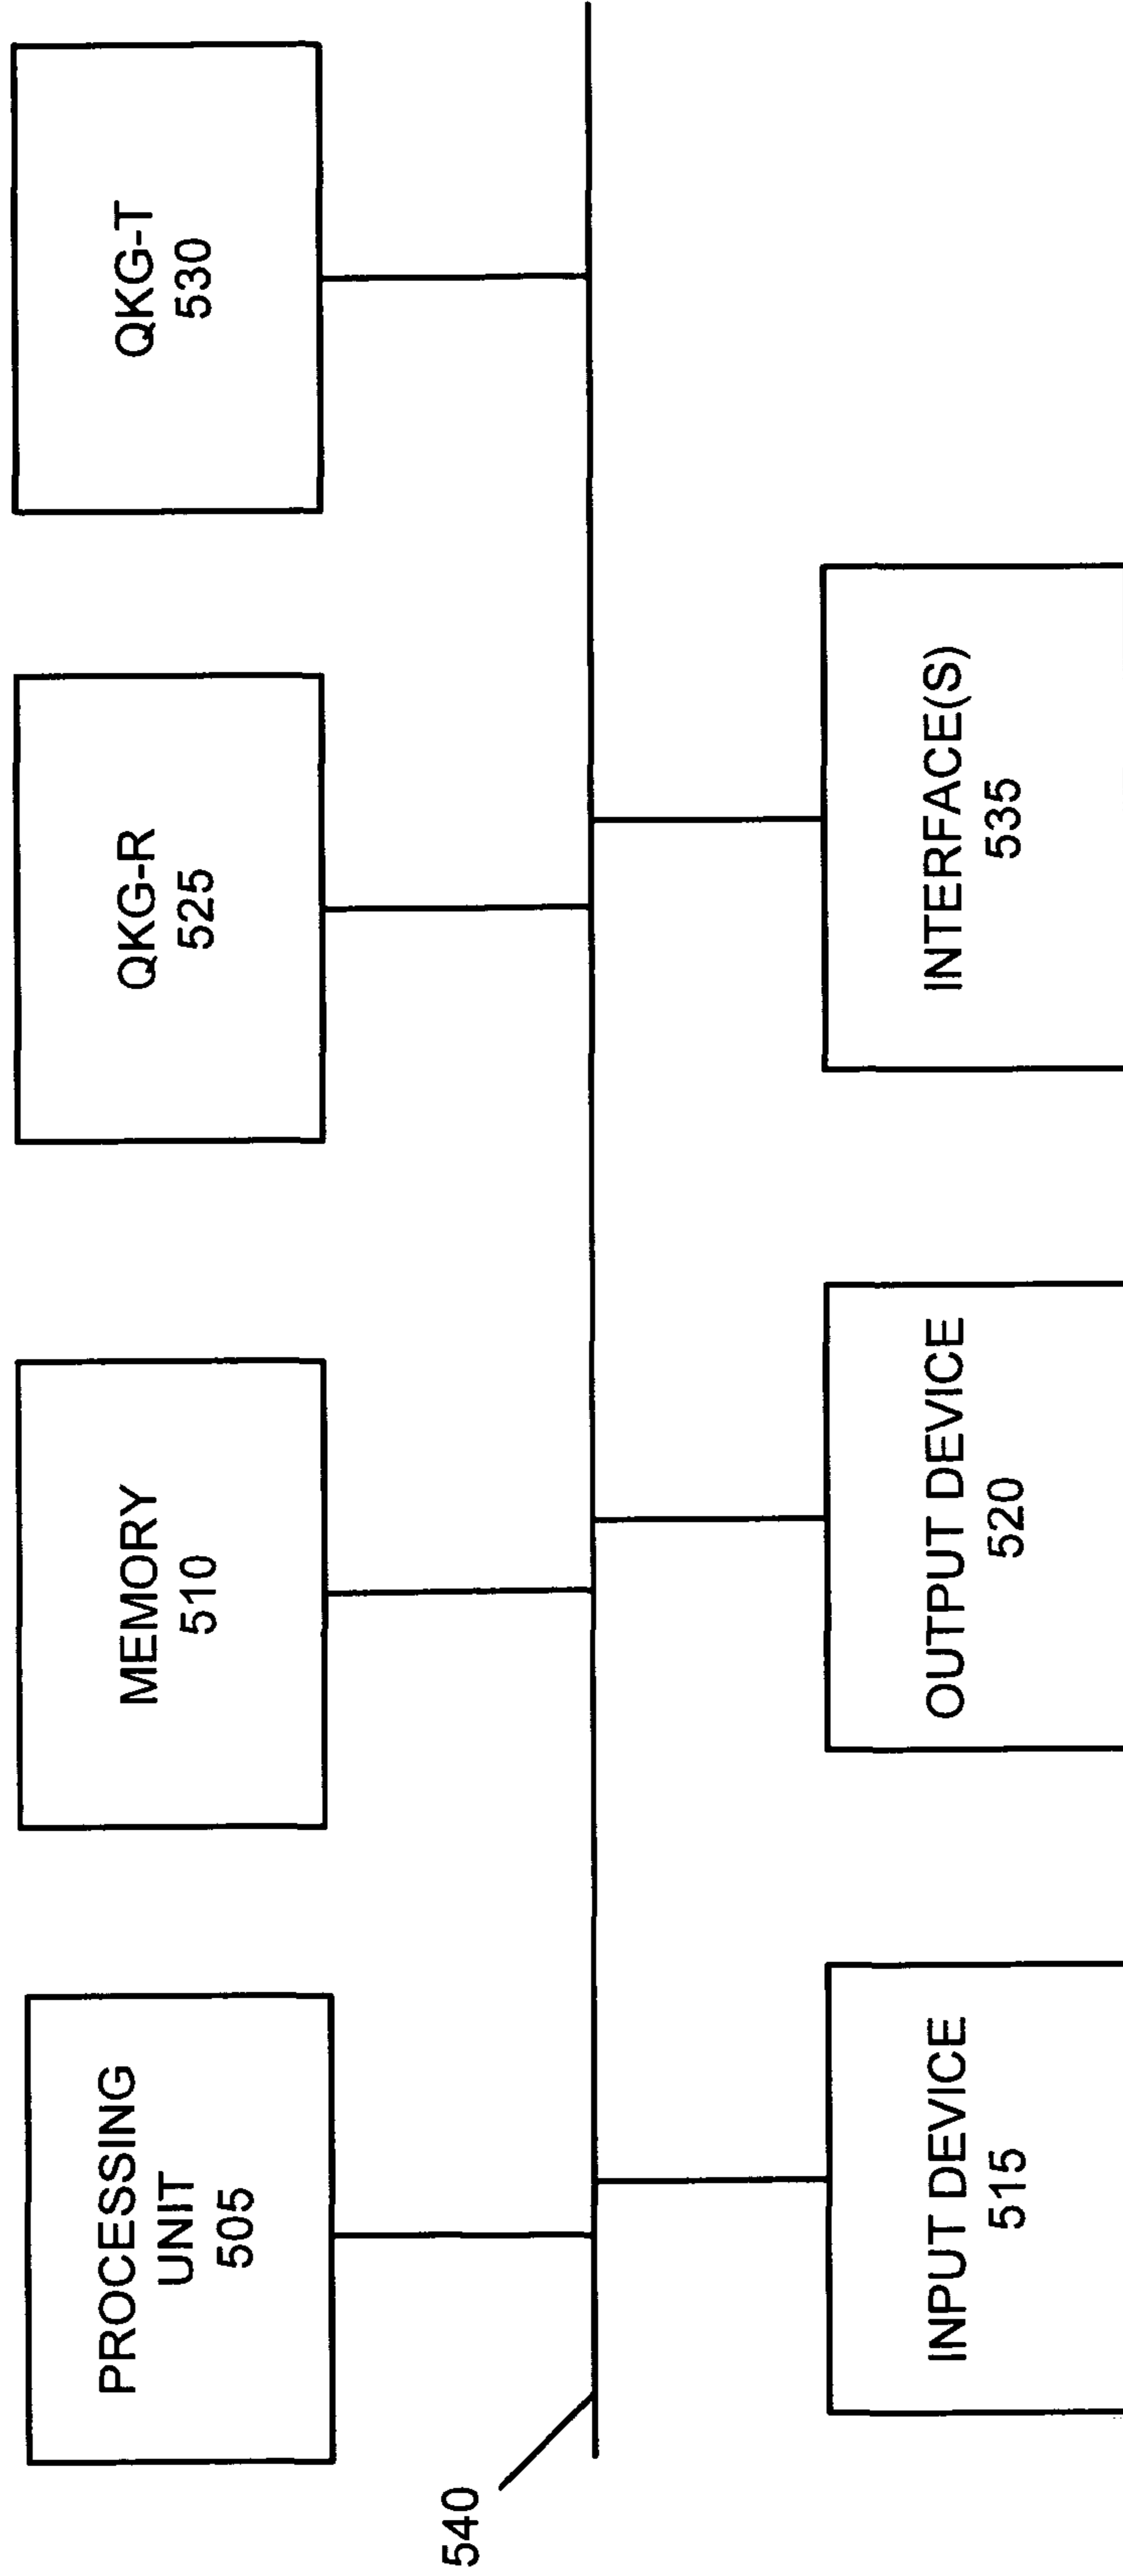 PROCESSING
UNIT
505
MEMORY
510
QKG-R
525
QKG-T
530
540
INPUT DEVICE
515
OUTPUT DEVICE
520
INTERFACE(S)
535